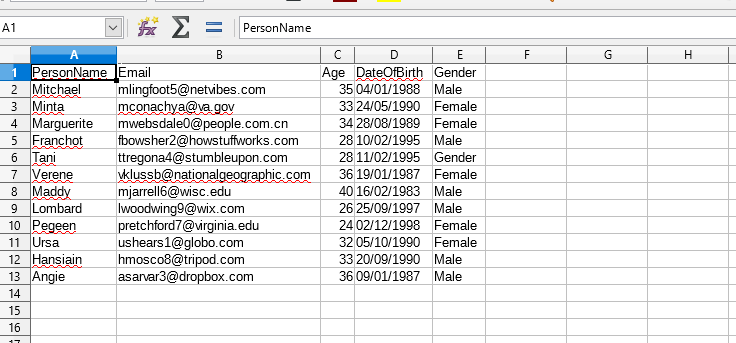 A1 PersonName
A B C D E F G H
1 PersonName Email Age DateOfBirth Gender
2 Mitchael mlingfoot5@netvibes.com 35 04/01/1988 Male
3 Minta mconachya@va.gov 33 24/05/1990 Female
4 Marguerite mwebsdale0@people.com.cn 34 28/08/1989 Female
5 Franchot fbowsher2@howstuffworks.com 28 10/02/1995 Male
6 Tani ttregona4@stumbleupon.com 28 11/02/1995 Gender
7 Verene vklussb@nationalgeographic.com 36 19/01/1987 Female
8 Maddy mjarrell6@wisc.edu 40 16/02/1983 Male
9 Lombard lwoodwing9@wix.com 26 25/09/1997 Male
10 Pegeen pretchford7@virginia.edu 24 02/12/1998 Female
11 Ursa ushears1@globo.com 32 05/10/1990 Female
12 Hansiain hmosco8@tripod.com 33 20/09/1990 Male
13 Angie asarvar3@dropbox.com 36 09/01/1987 Male
14
15
16
17